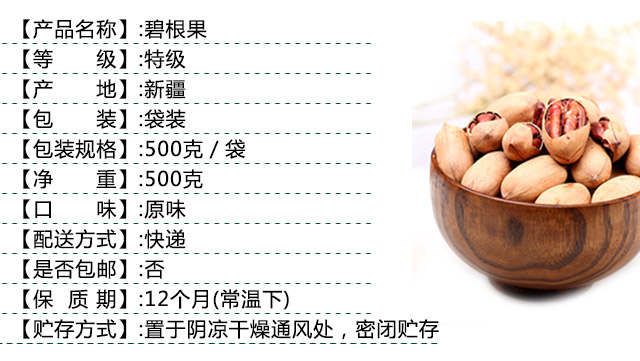 【产品名称】:碧根果
【等　　级】:特级
【产　　地】:新疆
【包　　装】:袋装
【包装规格】:500克 / 袋
【净　　重】:500克
【口　　味】:原味
【配送方式】:快递
【是否包邮】:否
【保 质 期】:12个月(常温下)
【贮存方式】:置于阴凉干燥通风处，密闭贮存